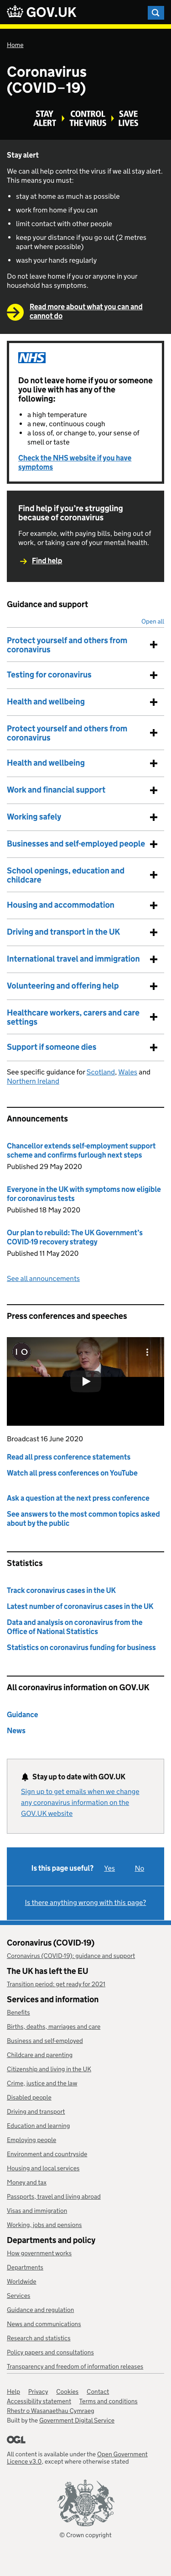 GOV.UK
Home
Coronavirus
(COVID-19)
STAY
ALERT
CONTROL
THE VIRUS
SAVE
LIVES
Stay alert
We can all help control the virus if we all stay alert.
This means you must:
stay at home as much as possible
work from home if you can
limit contact with other people
keep your distance if you go out (2 metres
apart where possible)
wash your hands regularly
Do not leave home if you or anyone in your
household has symptoms.
Read more about what you can and
cannot do
NHS
Do not leave home if you or someone
you live with has any of the
following:
a high temperature
a new, continuous cough
a loss of, or change to, your sense of
smell or taste
Check the NHS website if you have
symptoms
Find help if you're struggling
because of coronavirus
For example, with paying bills, being out of
work, or taking care of your mental health.
Find help
Guidance and support
Open all
Protect yourself and others from
coronavirus
Testing for coronavirus
Health and wellbeing
Protect yourself and others from
coronavirus
Health and wellbeing
Work and financial support
Working safely
Businesses and self-employed people
School openings, education and
childcare
Housing and accommodation
Driving and transport in the UK
International travel and immigration
Volunteering and offering help
Healthcare workers, carers and care
settings
Support if someone dies
See specific guidance for Scotland, Wales and
Northern Ireland
Announcements
Chancellor extends self-employment support
scheme and confirms furlough next steps
Published 29 May 2020
Everyone in the UK with symptoms now eligible
for coronavirus tests
Published 18 May 2020
Our plan to rebuild: The UK Government's
COVID-19 recovery strategy
Published 11 May 2020
See all announcements
Press conferences and speeches
Broadcast 16 June 2020
Read all press conference statements
Watch all press conferences on YouTube
Ask a question at the next press conference
See answers to the most common topics asked
about by the public
Statistics
Track coronavirus cases in the UK
Latest number of coronavirus cases in the UK
Data and analysis on coronavirus from the
Office of National Statistics
Statistics on coronavirus funding for business
All coronavirus information on GOV.UK
Guidance
News
Stay up to date with GOV.UK
Sign up to get emails when we change
any coronavirus information on the
GOV.UK website
Is this page useful? Yes No
Is there anything wrong with this page?
Coronavirus (COVID-19)
Coronavirus (COVID-19): guidance and support
The UK has left the EU
Transition period: get ready for 2021
Services and information
Benefits
Births, deaths, marriages and care
Business and self-employed
Childcare and parenting
Citizenship and living in the UK
Crime, justice and the law
Disabled people
Driving and transport
Education and learning
Employing people
Environment and countryside
Housing and local services
Money and tax
Passports, travel and living abroad
Visas and immigration
Working, jobs and pensions
Departments and policy
How government works
Departments
Worldwide
Services
Guidance and regulation
News and communications
Research and statistics
Policy papers and consultations
Transparency and freedom of information releases
Help Privacy Cookies Contact
Accessibility statement Terms and conditions
Rhestr o Wasanaethau Cymraeg
Built by the Government Digital Service
OGL
All content is available under the Open Government
Licence v3.0, except where otherwise stated
© Crown copyright